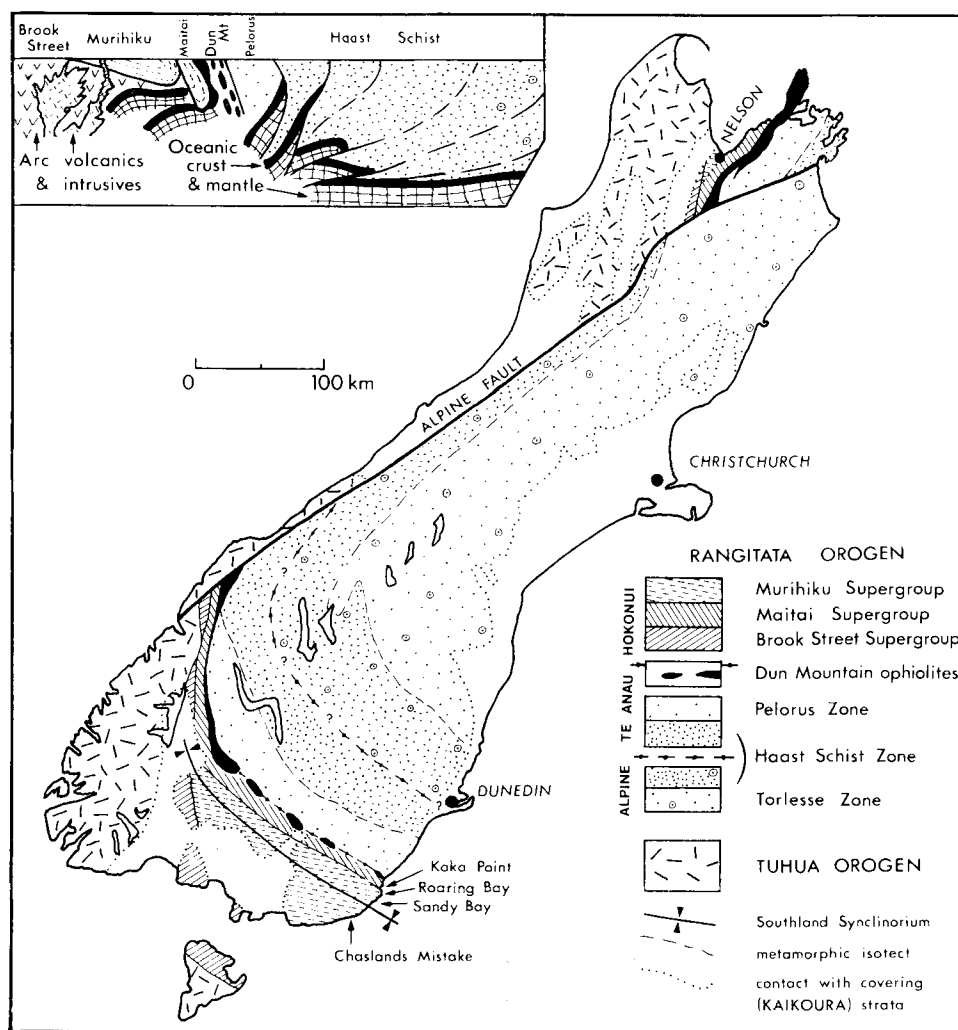 Brook
Street
Murihiku
Maitai
Dun
Mt
Pelorus
Haast Schist
Arc volcanics
& intrusives
Oceanic
crust
& mantle
NELSON
0 100 km
ALPINE FAULT
CHRISTCHURCH
DUNEDIN
Kaka Point
Roaring Bay
Sandy Bay
Chaslands Mistake
?
?
?
?
RANGITATA OROGEN
HOKONUI
Murihiku Supergroup
Maitai Supergroup
Brook Street Supergroup
TE ANAU
Dun Mountain ophiolites
Pelorus Zone
Haast Schist Zone
ALPINE
Torlesse Zone
TUHUA OROGEN
Southland Synclinorium
metamorphic isotect
contact with covering
(KAIKOURA) strata